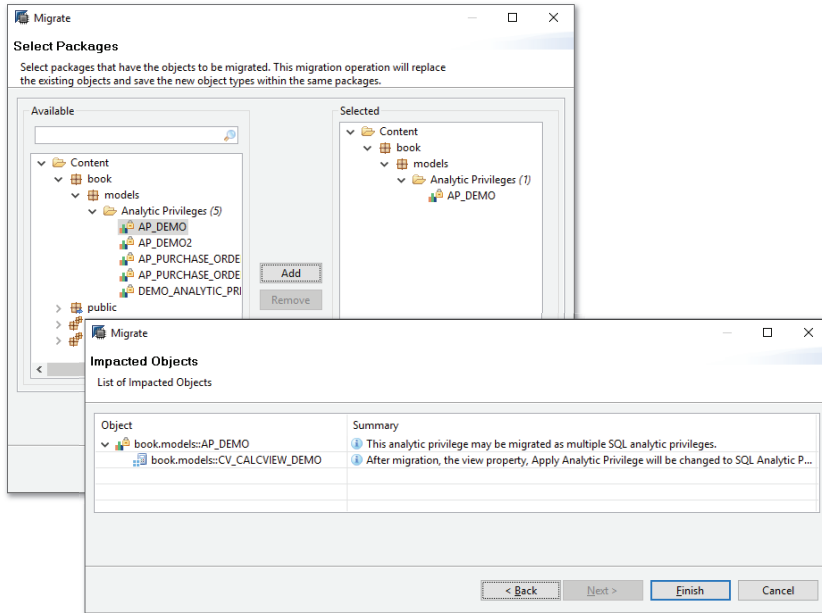 Migrate
Select Packages
Select packages that have the objects to be migrated. This migration operation will replace
the existing objects and save the new object types within the same packages.
Available
Content
book
models
Analytic Privileges (5)
AP_DEMO
AP_DEMO2
AP_PURCHASE_ORDE
AP_PURCHASE_ORDE
DEMO_ANALYTIC_PRI
public
Add
Remove
Selected
Content
book
models
Analytic Privileges (1)
AP_DEMO
Migrate
Impacted Objects
List of Impacted Objects
Object Summary
book.models::AP_DEMO This analytic privilege may be migrated as multiple SQL analytic privileges.
book.models::CV_CALCVIEW_DEMO After migration, the view property, Apply Analytic Privilege will be changed to SQL Analytic P...
< Back Next > Finish Cancel